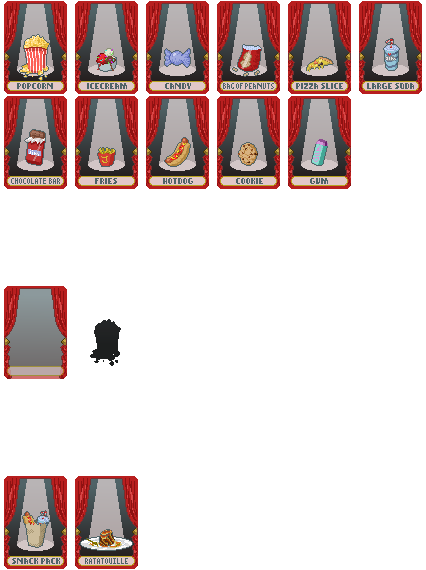 POPCORN
ICECREAM
CANDY
BAG OF PEANUTS
PIZZA SLICE
LARGE SODA
CHOCOLATE BAR
FRIES
HOTDOG
COOKIE
GUM
SNACK PACK
RATATOUILLE